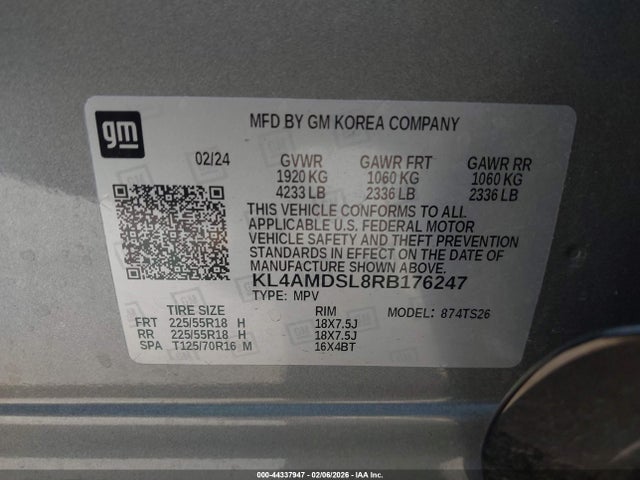 gm
MFD BY GM KOREA COMPANY
02/24 GVWR GAWR FRT GAWR RR
1920 KG 1060 KG 1060 KG
4233 LB 2336 LB 2336 LB
THIS VEHICLE CONFORMS TO ALL
APPLICABLE U.S. FEDERAL MOTOR
VEHICLE SAFETY AND THEFT PREVENTION
STANDARDS IN EFFECT ON THE DATE OF
MANUFACTURE SHOWN ABOVE.
KL4AMDSL8RB176247
TYPE: MPV
TIRE SIZE RIM MODEL: 874TS26
FRT 225/55R18 H 18X7.5J
RR 225/55R18 H 18X7.5J
SPA T125/70R16 M 16X4BT
000-44337947 - 02/06/2026 - IAAI.COM